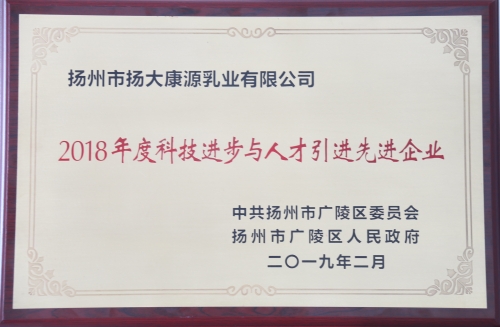 扬州市扬大康源乳业有限公司
2018年度科技进步与人才引进先进企业
中共扬州市广陵区委员会
扬州市广陵区人民政府
二〇一九年二月